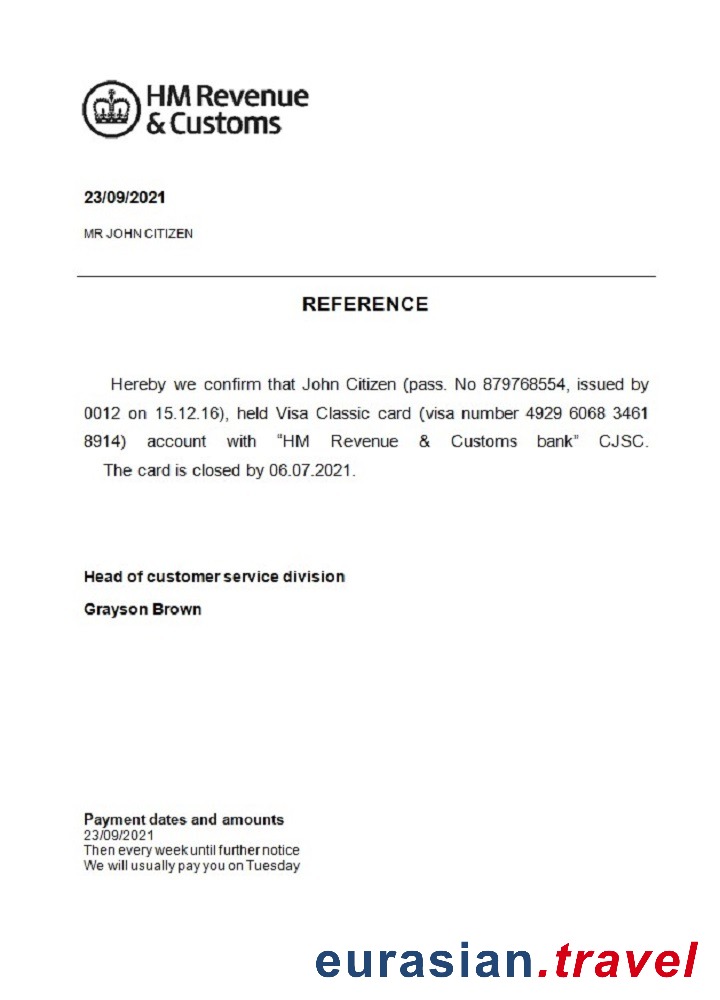 HM Revenue
& Customs
23/09/2021
MR JOHN CITIZEN
REFERENCE
Hereby we confirm that John Citizen (pass. No 879768554, issued by
0012 on 15.12.16), held Visa Classic card (visa number 4929 6068 3461
8914) account with "HM Revenue & Customs bank" CJSC.
The card is closed by 06.07.2021.
Head of customer service division
Grayson Brown
Payment dates and amounts
23/09/2021
Then every week until further notice
We will usually pay you on Tuesday
eurasian.travel